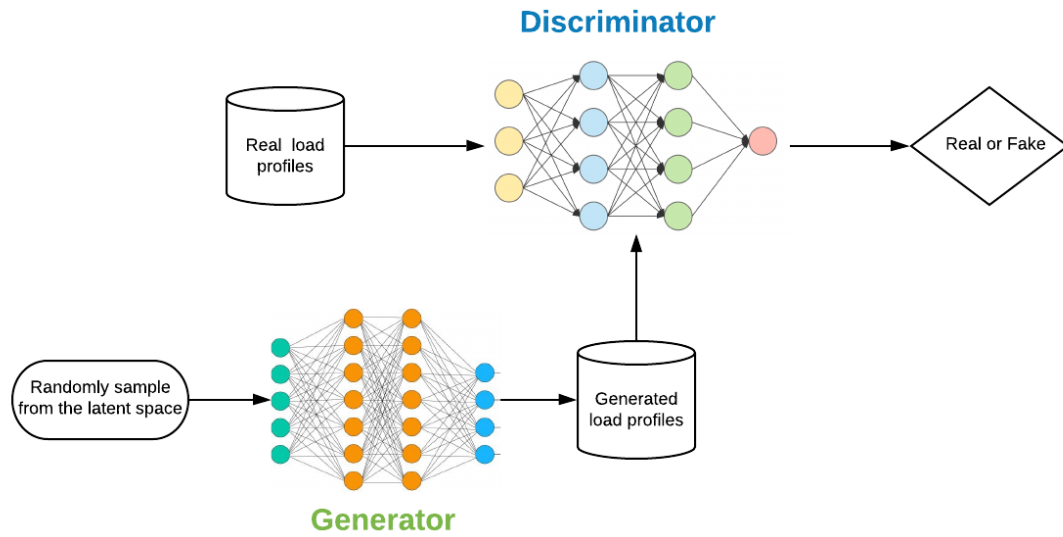 Discriminator
Real load
profiles
Real or Fake
Randomly sample
from the latent space
Generated
load profiles
Generator